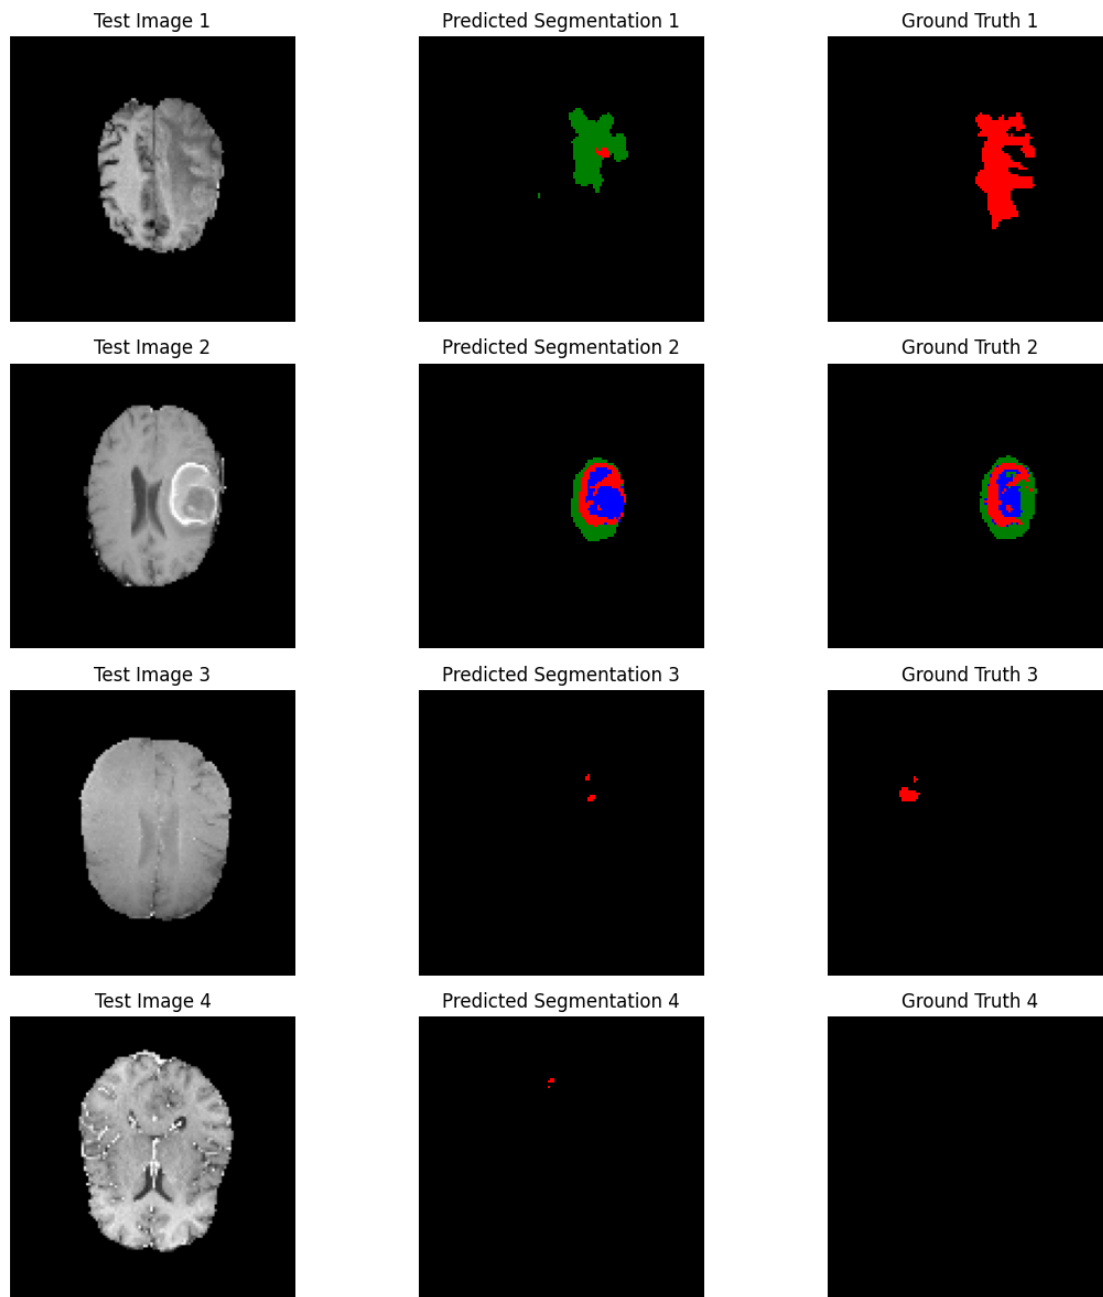 Test Image 1
Predicted Segmentation 1
Ground Truth 1
Test Image 2
Predicted Segmentation 2
Ground Truth 2
Test Image 3
Predicted Segmentation 3
Ground Truth 3
Test Image 4
Predicted Segmentation 4
Ground Truth 4